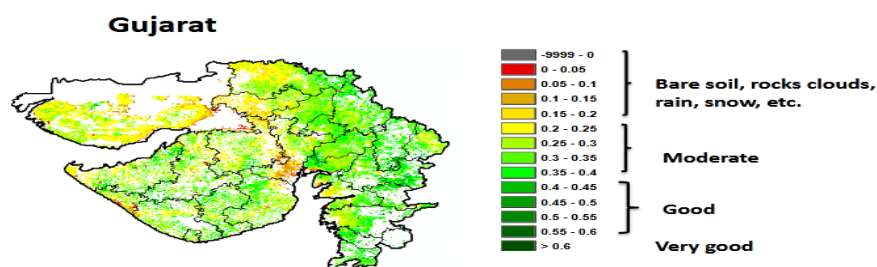 Gujarat
-9999 - 0
0 - 0.05
0.05 - 0.1
0.1 - 0.15
0.15 - 0.2
0.2 - 0.25
0.25 - 0.3
0.3 - 0.35
0.35 - 0.4
0.4 - 0.45
0.45 - 0.5
0.5 - 0.55
0.55 - 0.6
> 0.6
Bare soil, rocks clouds,
rain, snow, etc.
Moderate
Good
Very good